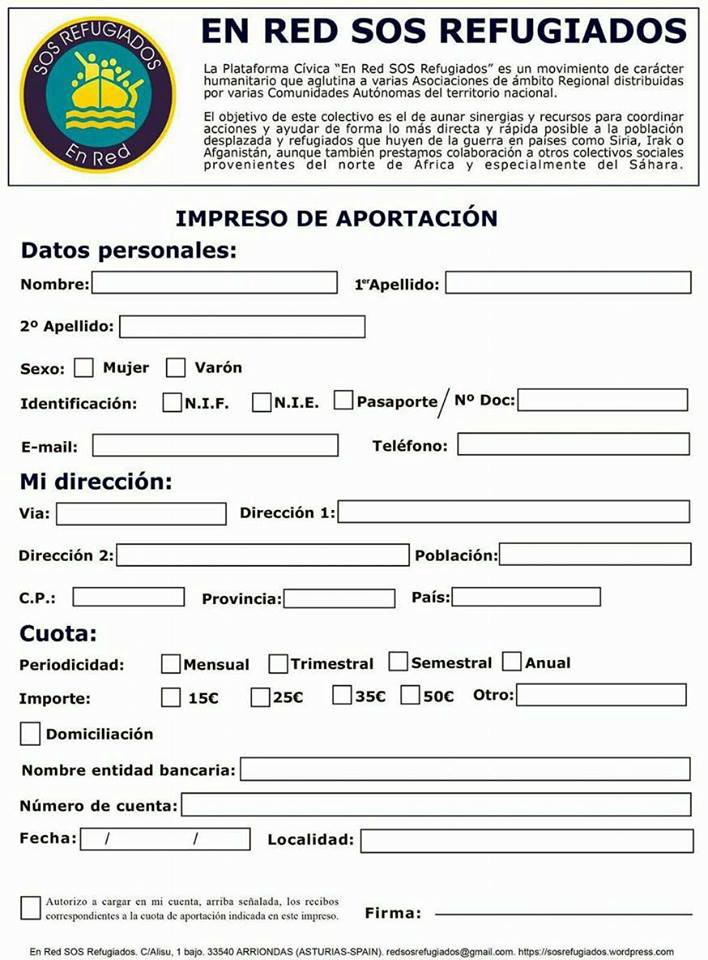 SOS REFUGIADOS
En Red
EN RED SOS REFUGIADOS
La Plataforma Cívica “En Red SOS Refugiados” es un movimiento de carácter
humanitario que aglutina a varias Asociaciones de ámbito Regional distribuidas
por varias Comunidades Autónomas del territorio nacional.
El objetivo de este colectivo es el de aunar sinergias y recursos para coordinar
acciones y ayudar de forma lo más directa y rápida posible a la población
desplazada y refugiados que huyen de la guerra en países como Siria, Irak o
Afganistán, aunque también prestamos colaboración a otros colectivos sociales
provenientes del norte de África y especialmente del Sáhara.
IMPRESO DE APORTACIÓN
Datos personales:
Nombre: 1er Apellido:
2º Apellido:
Sexo: Mujer Varón
Identificación: N.I.F. N.I.E. Pasaporte/ Nº Doc:
E-mail: Teléfono:
Mi dirección:
Via: Dirección 1:
Dirección 2: Población:
C.P.: Provincia: País:
Cuota:
Periodicidad: Mensual Trimestral Semestral Anual
Importe: 15€ 25€ 35€ 50€ Otro:
Domiciliación
Nombre entidad bancaria:
Número de cuenta:
Fecha: / / Localidad:
Autorizo a cargar en mi cuenta, arriba señalada, los recibos
correspondientes a la cuota de aportación indicada en este impreso.
Firma:
En Red SOS Refugiados. C/Alisu, 1 bajo. 33540 ARRIONDAS (ASTURIAS-SPAIN). redsosrefugiados@gmail.com. https://sosrefugiados.wordpress.com